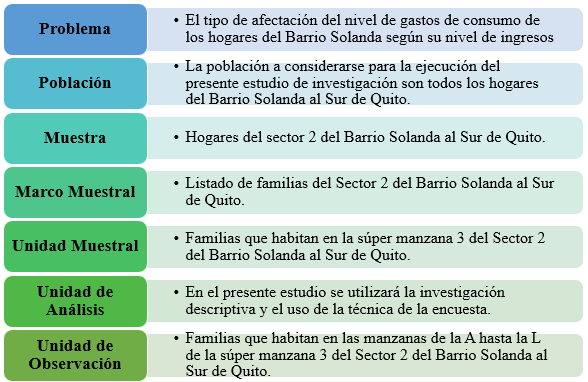 Problema
• El tipo de afectación del nivel de gastos de consumo de
los hogares del Barrio Solanda según su nivel de ingresos
Población
• La población a considerarse para la ejecución del
presente estudio de investigación son todos los hogares
del Barrio Solanda al Sur de Quito.
Muestra
• Hogares del sector 2 del Barrio Solanda al Sur de Quito.
Marco Muestral
• Listado de familias del Sector 2 del Barrio Solanda al Sur
de Quito.
Unidad Muestral
• Familias que habitan en la súper manzana 3 del Sector 2
del Barrio Solanda al Sur de Quito.
Unidad de
Análisis
• En el presente estudio se utilizará la investigación
descriptiva y el uso de la técnica de la encuesta.
Unidad de
Observación
• Familias que habitan en las manzanas de la A hasta la L
de la súper manzana 3 del Sector 2 del Barrio Solanda al
Sur de Quito.